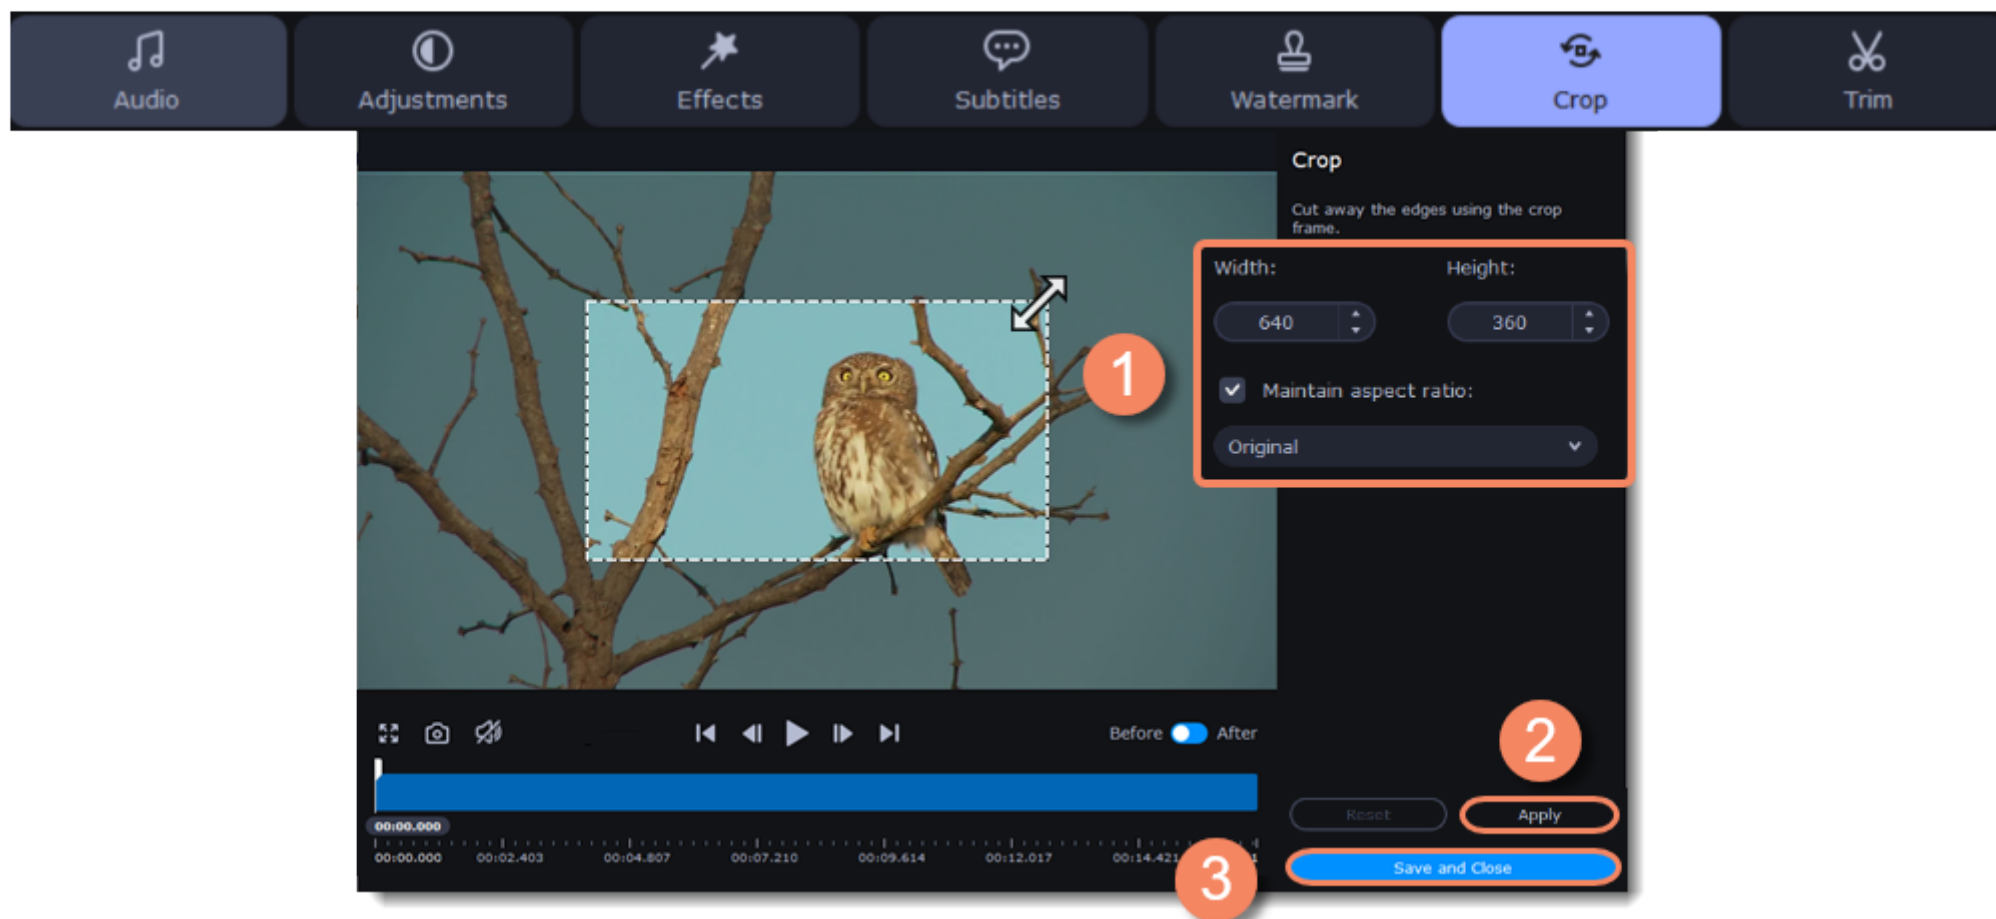 Audio
Adjustments
Effects
Subtitles
Watermark
Crop
Trim
Crop
Cut away the edges using the crop
frame.
Width:
Height:
640
360
Maintain aspect ratio:
Original
1
Before
After
2
00:00.000
00:00.000
00:02.403
00:04.807
00:07.210
00:09.614
00:12.017
00:14.421
Reset
Apply
3
Save and Close